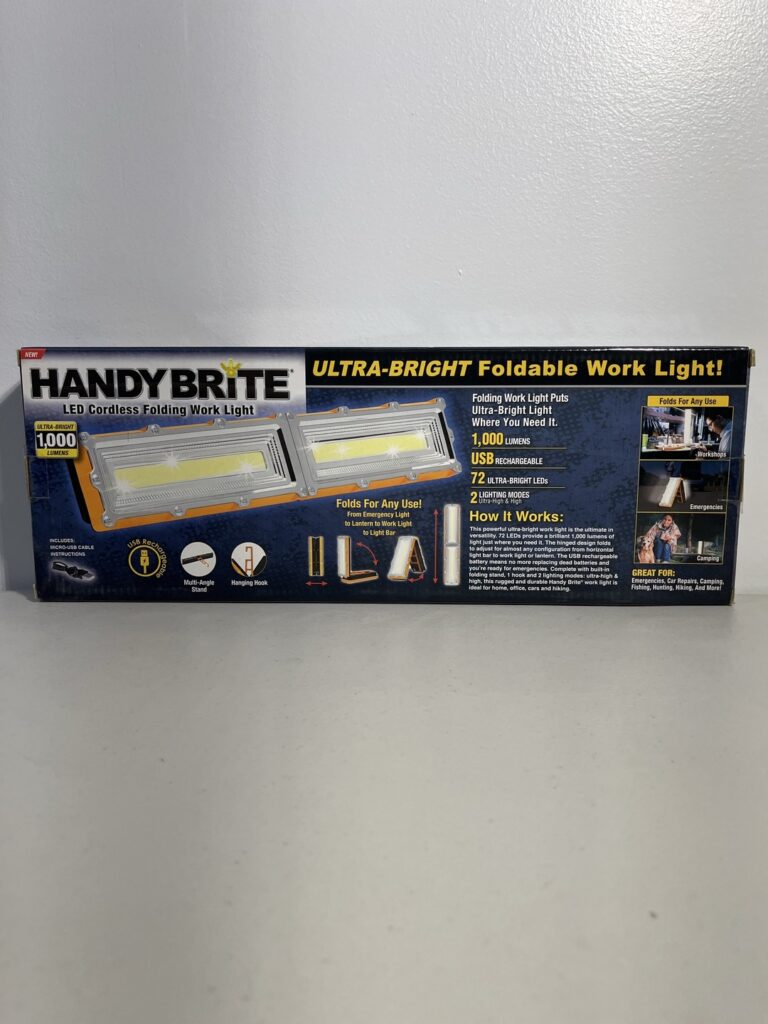 NEW!
HANDY BRITE®
LED Cordless Folding Work Light
ULTRA-BRIGHT
1,000
LUMENS
ULTRA-BRIGHT Foldable Work Light!
INCLUDES:
MICRO-USB CABLE
INSTRUCTIONS
USB Rechargeable
Multi-Angle
Stand
Hanging Hook
Folds For Any Use!
From Emergency Light
to Lantern to Work Light
to Light Bar
Folding Work Light Puts
Ultra-Bright Light
Where You Need It.
1,000 LUMENS
USB RECHARGEABLE
72 ULTRA-BRIGHT LEDs
2 LIGHTING MODES
Ultra-High & High
How It Works:
This powerful ultra-bright work light is the ultimate in
versatility. 72 LEDs provide a brilliant 1,000 lumens of
light just where you need it. The hinged design folds
to adjust for almost any configuration from horizontal
light bar to work light or lantern. The USB rechargeable
battery means no more replacing dead batteries and
you're ready for emergencies. Complete with built-in
folding stand, 1 hook and 2 lighting modes: ultra-high &
high, this rugged and durable Handy Brite® work light is
ideal for home, office, cars and hiking.
Folds For Any Use
Workshops
Emergencies
Camping
GREAT FOR:
Emergencies, Car Repairs, Camping,
Fishing, Hunting, Hiking, And More!